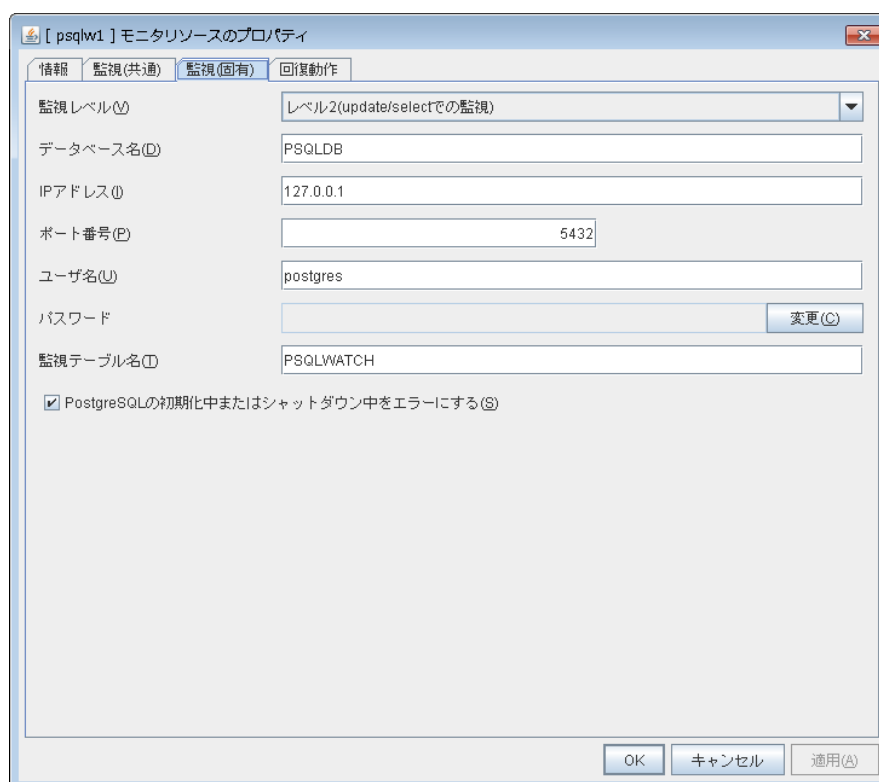 [ psqlw1 ] モニタリソースのプロパティ
情報 監視(共通) 監視(固有) 回復動作
監視レベル(V) レベル2(update/selectでの監視)
データベース名(D) PSQLDB
IPアドレス(I) 127.0.0.1
ポート番号(P) 5432
ユーザ名(U) postgres
パスワード 変更(C)
監視テーブル名(T) PSQLWATCH
PostgreSQLの初期化中またはシャットダウン中をエラーにする(S)
OK キャンセル 適用(A)